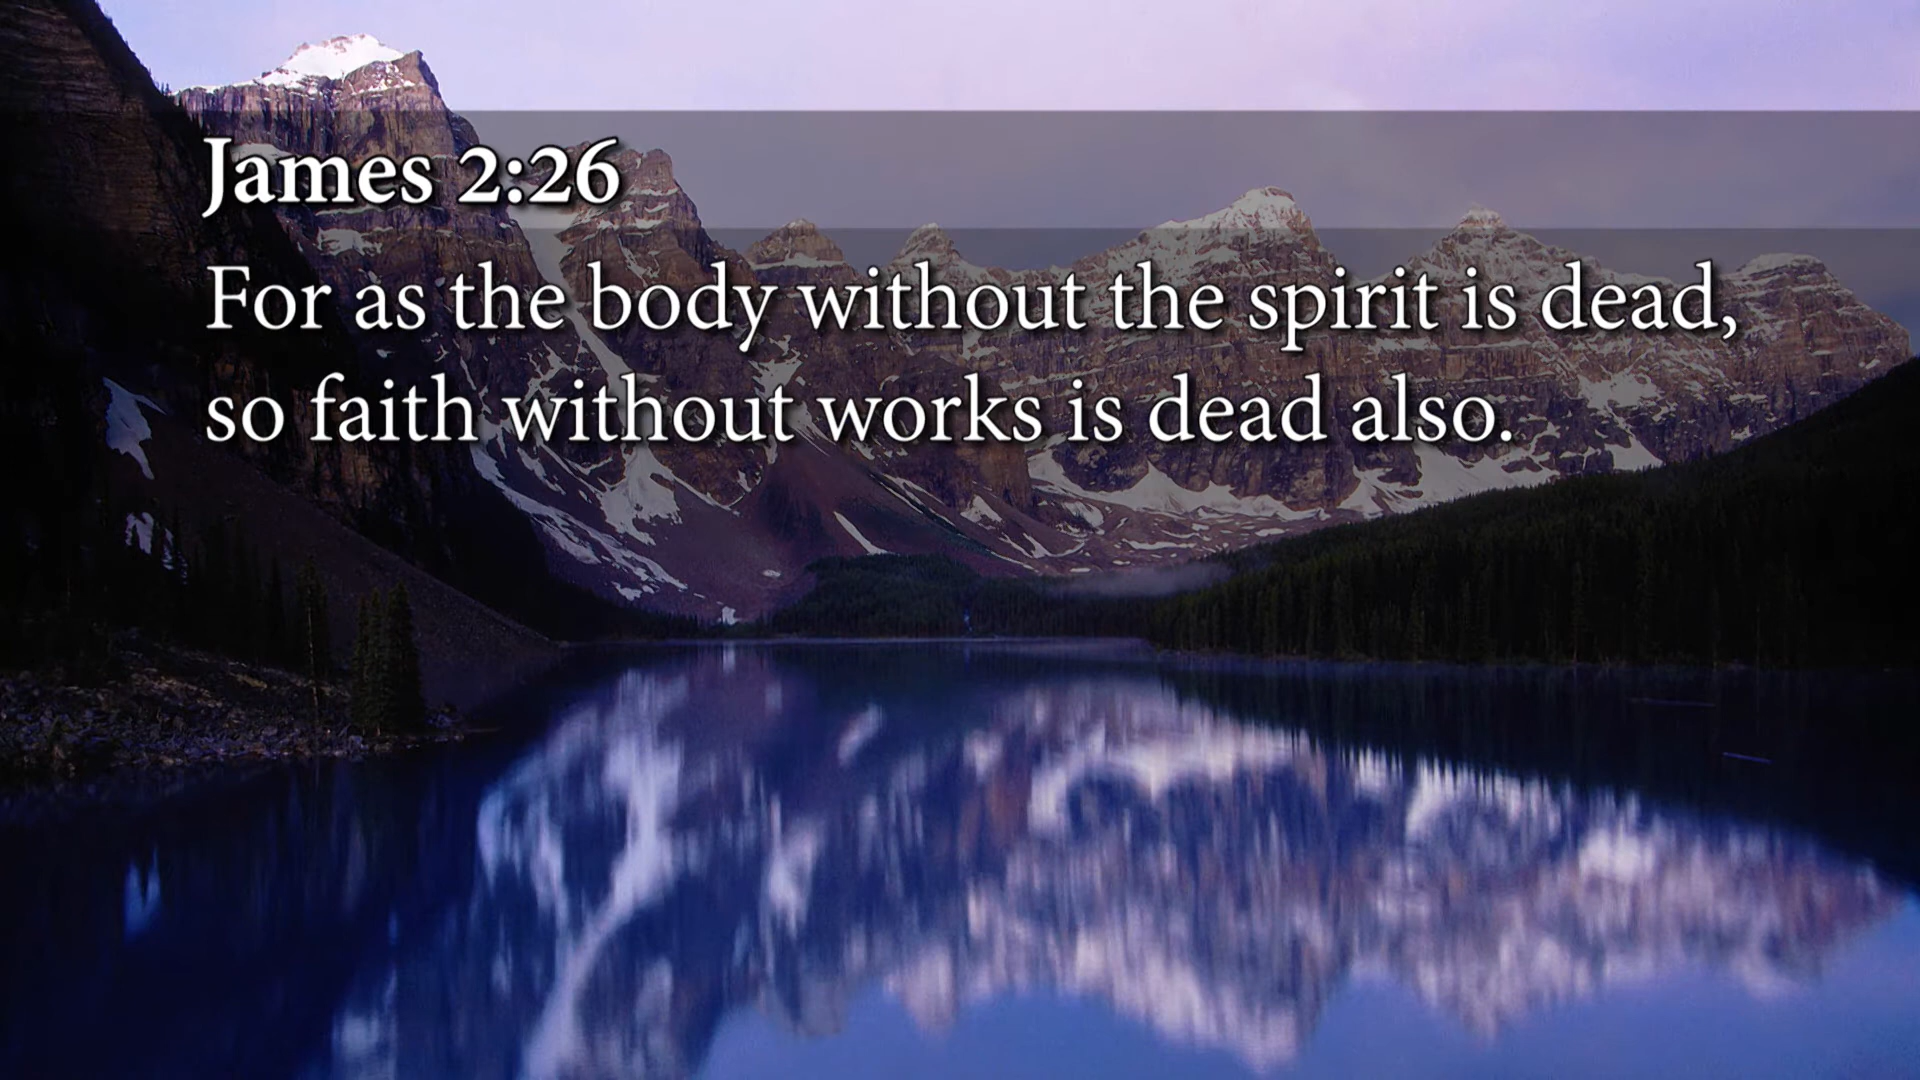 James 2:26
For as the body without the spirit is dead,
so faith without works is dead also.